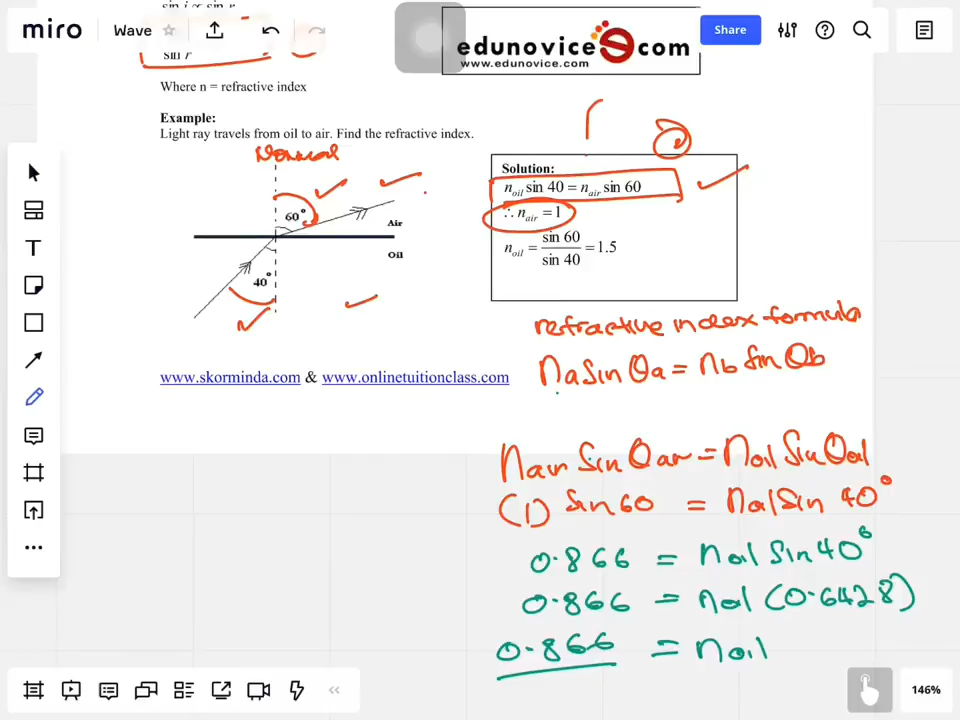 miro
Wave
Share
edunovice e com
www.edunovice.com
sin r
Where n = refractive index
Example:
Light ray travels from oil to air. Find the refractive index.
Normal
60°
Air
Oil
40°
Solution:
n_oil sin 40 = n_air sin 60
∴ n_air = 1
n_oil = sin 60 / sin 40 = 1.5
www.skorminda.com & www.onlinetuitionclass.com
refractive index formula
na sin θa = nb sin θb
nair sin θair = noil sin θoil
(1) sin 60 = noil sin 40°
0.866 = noil sin 40°
0.866 = noil (0.6428)
0.866 = noil
146%